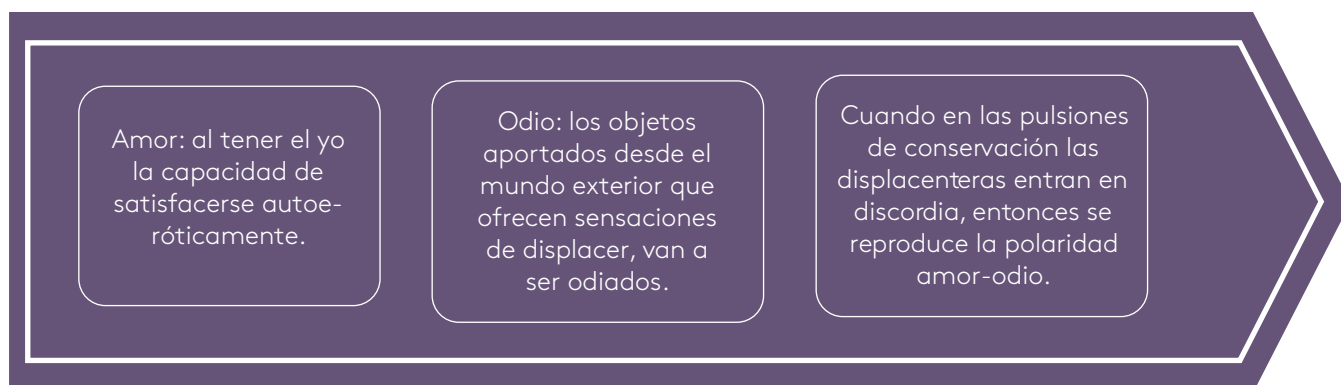 Amor: al tener el yo
la capacidad de
satisfacerse autoe-
róticamente.
Odio: los objetos
aportados desde el
mundo exterior que
ofrecen sensaciones
de displacer, van a
ser odiados.
Cuando en las pulsiones
de conservación las
displacenteras entran en
discordia, entonces se
reproduce la polaridad
amor-odio.